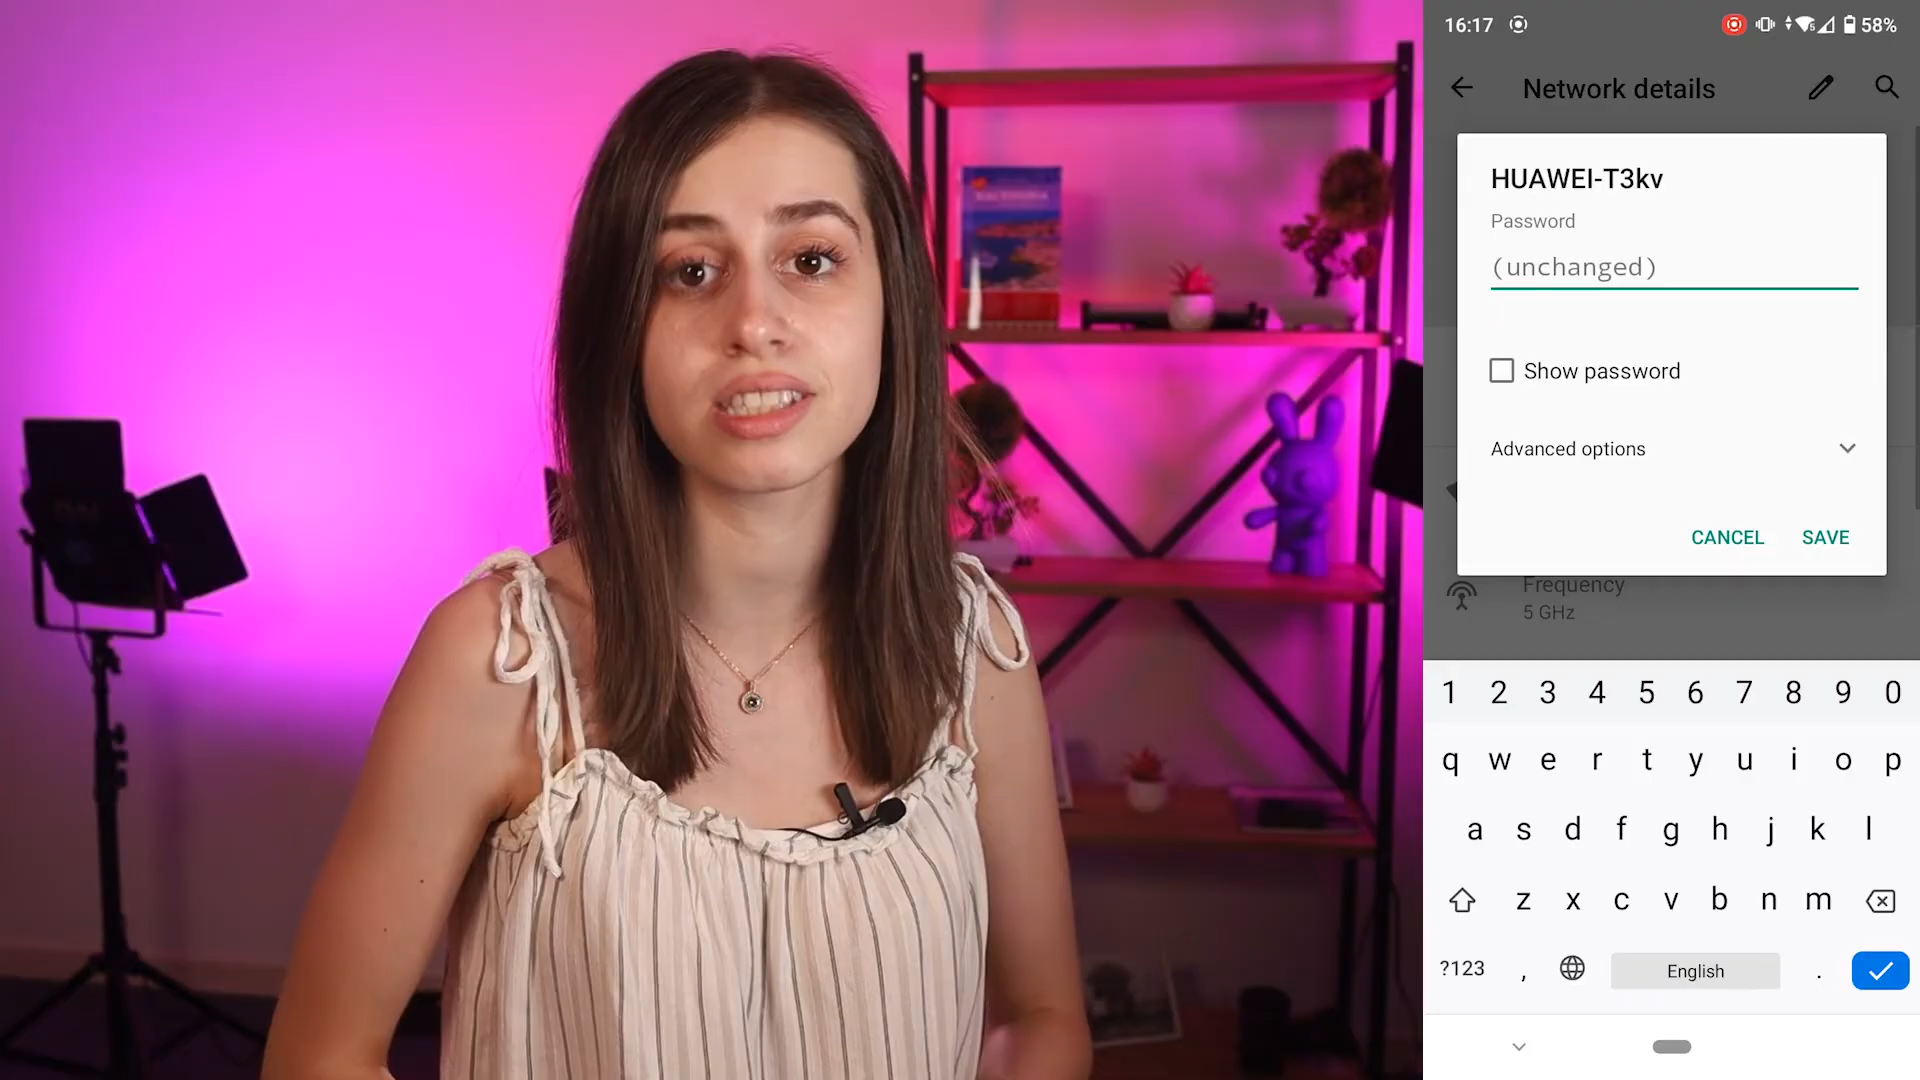 16:17
58%
Network details
HUAWEI-T3kv
Password
(unchanged)
Show password
Advanced options
CANCEL SAVE
Frequency
5 GHz
1 2 3 4 5 6 7 8 9 0
q w e r t y u i o p
a s d f g h j k l
z x c v b n m
?123 , English .